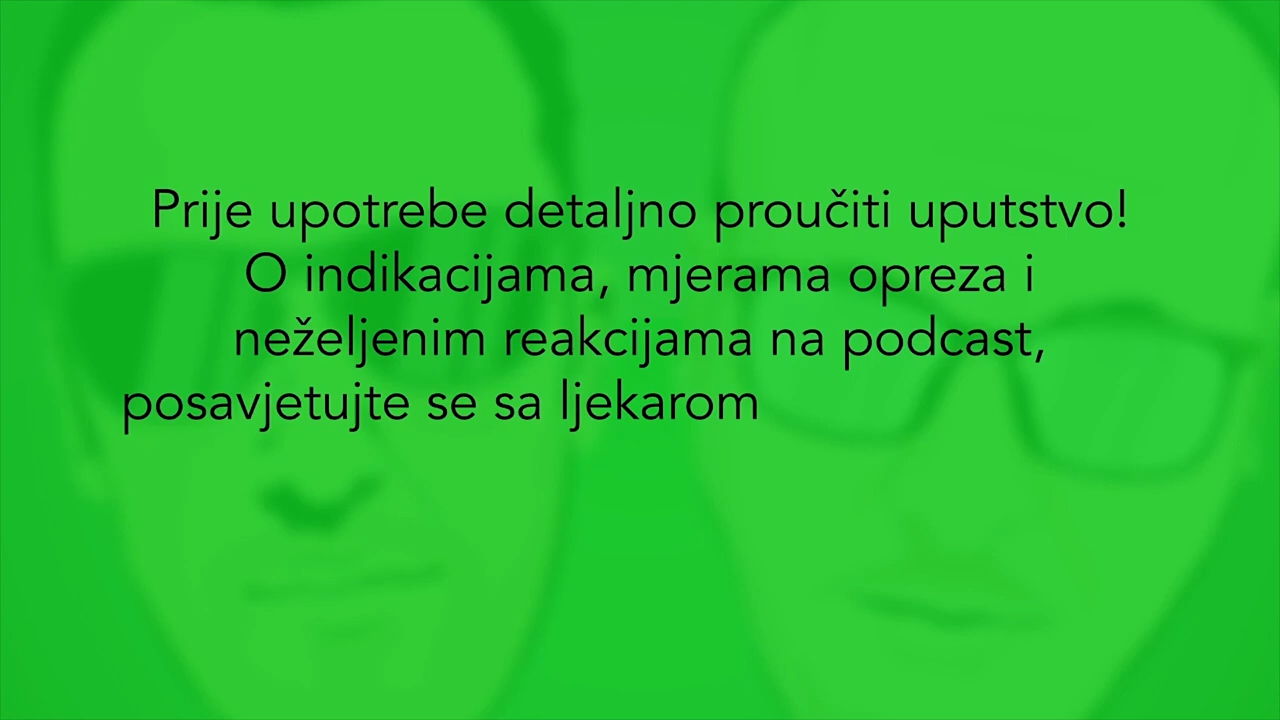 Prije upotrebe detaljno proučiti uputstvo!
O indikacijama, mjerama opreza i
neželjenim reakcijama na podcast,
posavjetujte se sa ljekarom